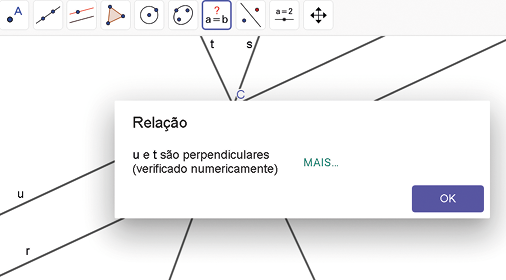 A
?
a=b
a=2
t
s
C
Relação
u e t são perpendiculares
(verificado numericamente)
MAIS...
OK
u
r